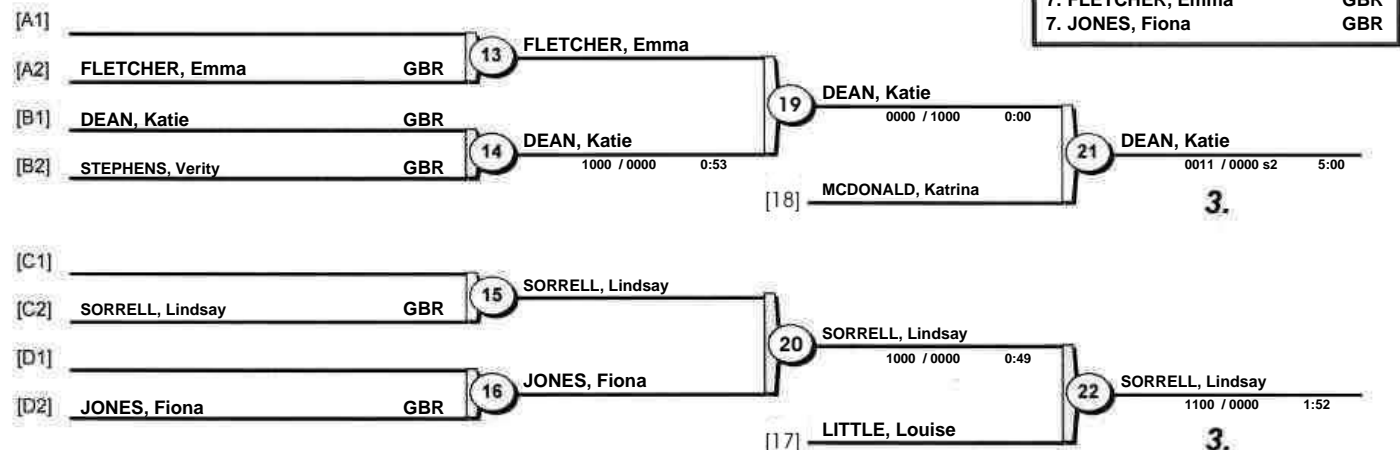 7. FLETCHER, Emma GBR
7. JONES, Fiona GBR
[A1]
[A2] FLETCHER, Emma GBR
13 FLETCHER, Emma
[B1] DEAN, Katie GBR
[B2] STEPHENS, Verity GBR
14 DEAN, Katie
1000 / 0000 0:53
19 DEAN, Katie
0000 / 1000 0:00
[18] MCDONALD, Katrina
21 DEAN, Katie
0011 / 0000 s2 5:00
3.
[C1]
[C2] SORRELL, Lindsay GBR
15 SORRELL, Lindsay
[D1]
[D2] JONES, Fiona GBR
16 JONES, Fiona
20 SORRELL, Lindsay
1000 / 0000 0:49
[17] LITTLE, Louise
22 SORRELL, Lindsay
1100 / 0000 1:52
3.